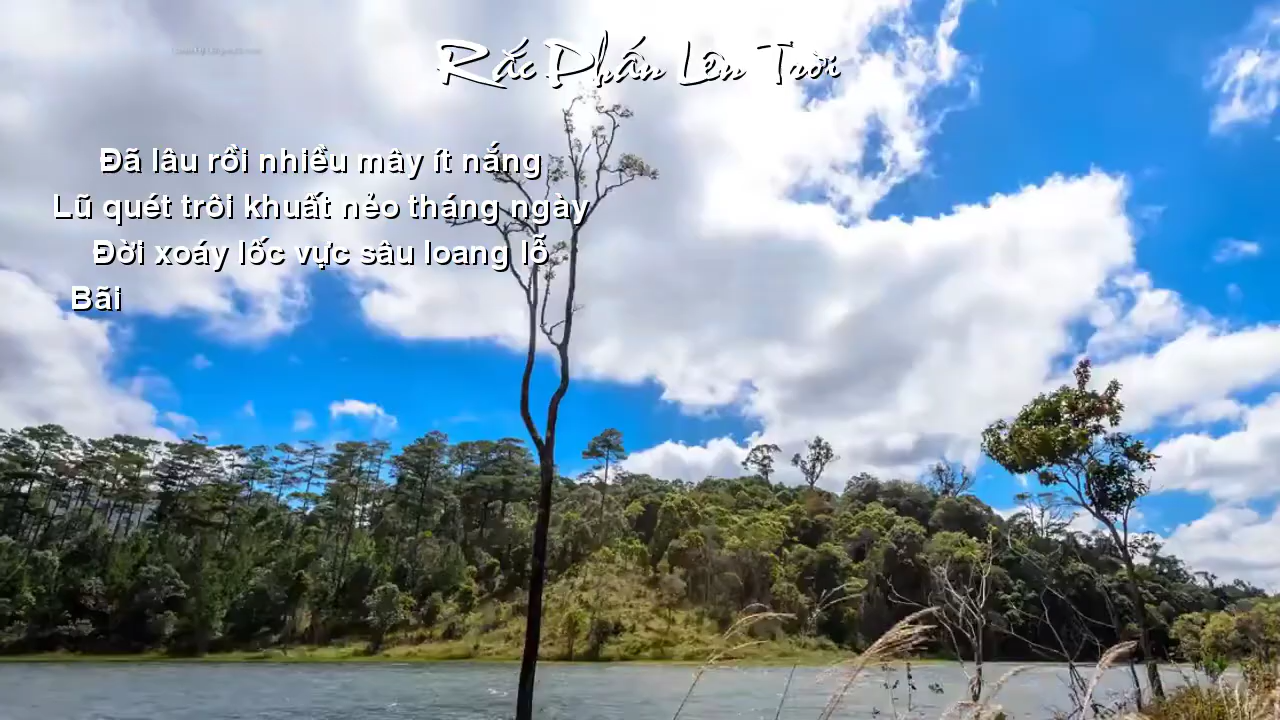 Rắc Phấn Lên Trời
Đã lâu rồi nhiều mây ít nắng
Lũ quét trôi khuất nẻo tháng ngày
Đời xoáy lốc vực sâu loang lỗ
Bãi